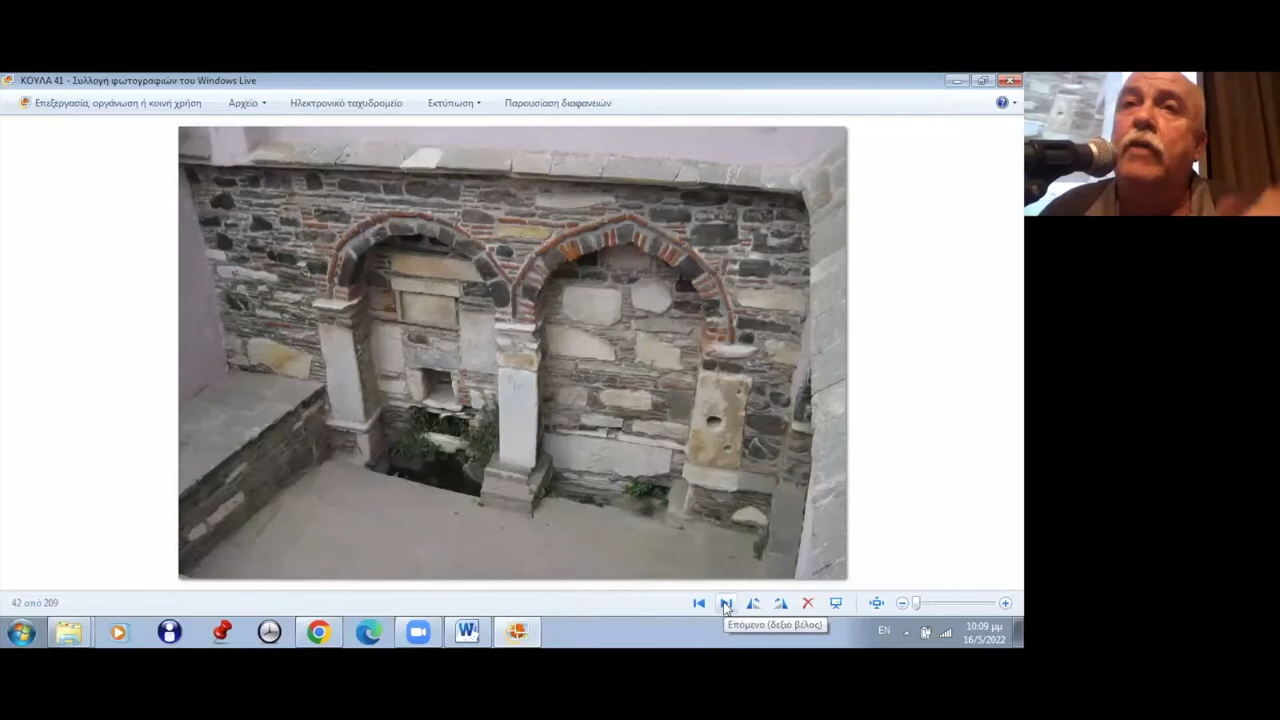 ΚΟΥΛΑ 41 - Συλλογή φωτογραφιών του Windows Live
Επεξεργασία, οργάνωση ή κοινή χρήση Αρχείο Ηλεκτρονικό ταχυδρομείο Εκτύπωση Παρουσίαση διαφανειών
42 από 209
Επόμενο (δεξιό βέλος)
EN 10:09 μμ
16/5/2022